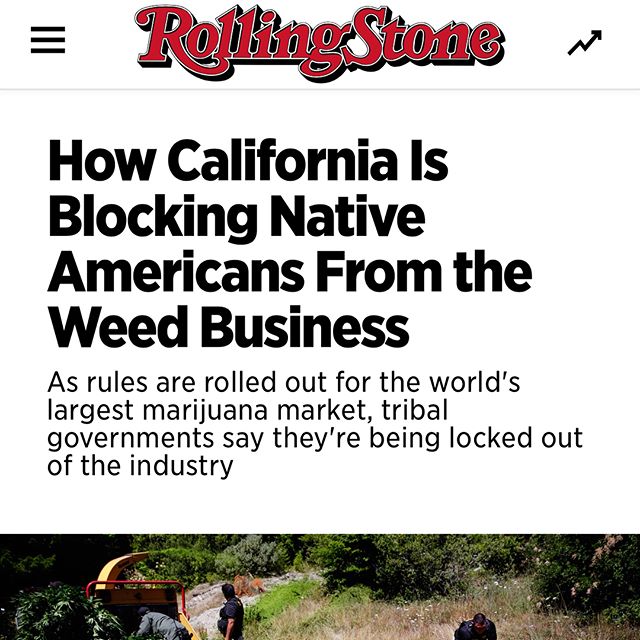 RollingStone
How California Is
Blocking Native
Americans From the
Weed Business
As rules are rolled out for the world's
largest marijuana market, tribal
governments say they're being locked out
of the industry